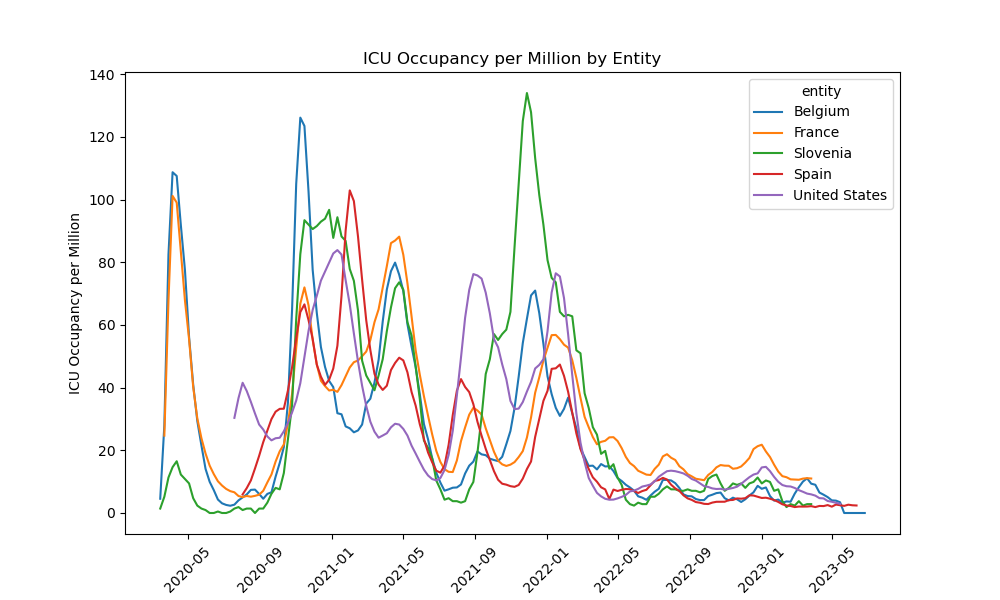 ICU Occupancy per Million by Entity
ICU Occupancy per Million
140
120
100
80
60
40
20
0
entity
Belgium
France
Slovenia
Spain
United States
2020-05
2020-09
2021-01
2021-05
2021-09
2022-01
2022-05
2022-09
2023-01
2023-05